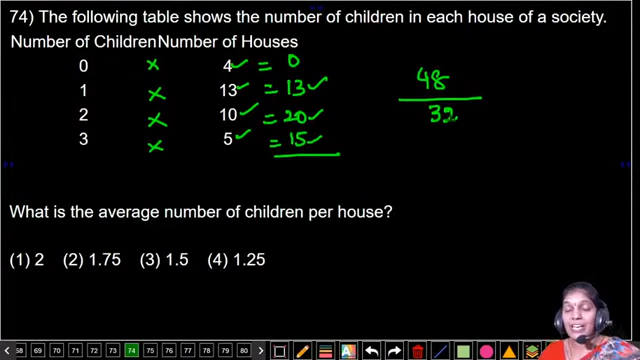 74) The following table shows the number of children in each house of a society.
Number of Children Number of Houses
0 × 4 ✓ = 0
1 × 13 ✓ = 13 ✓
2 × 10 ✓ = 20 ✓
3 × 5 ✓ = 15 ✓
48
32
What is the average number of children per house?
(1) 2 (2) 1.75 (3) 1.5 (4) 1.25
68 69 70 71 72 73 74 75 76 77 78 79 80